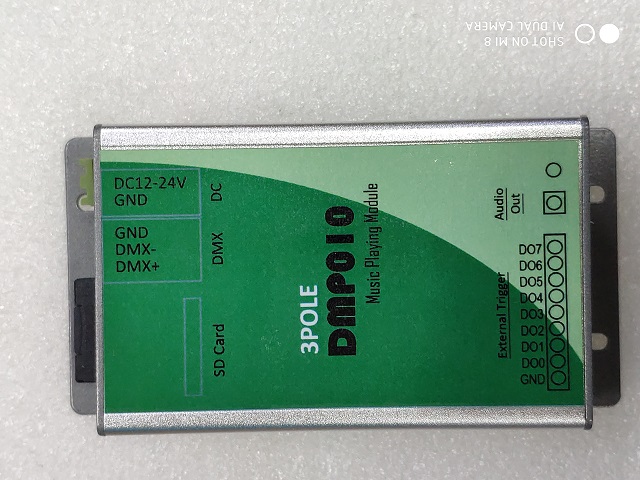 SHOT ON MI 8
AI DUAL CAMERA
DC12-24V
GND
DC
GND
DMX-
DMX+
DMX
SD Card
3POLE
DMP010
Music Playing Module
Audio
Out
External Trigger
DO7
DO6
DO5
DO4
DO3
DO2
DO1
DO0
GND